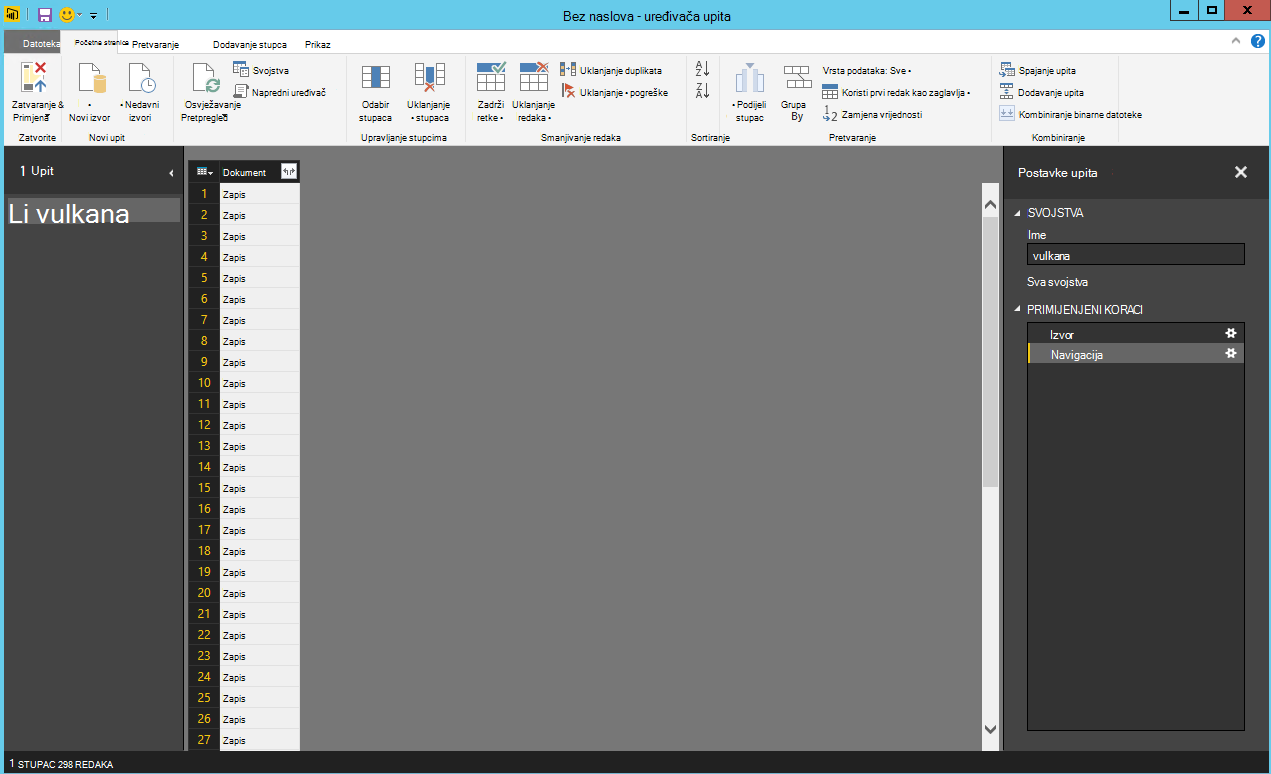 Bez naslova - uređivača upita
Datoteka Početna stranica Pretvaranje Dodavanje stupca Prikaz
Zatvaranje & Primjena
Zatvorite
Novi izvor
• Nedavni izvori
Novi upit
Osvježavanje Pretpregled
Svojstva
Napredni uređivač
Odabir stupaca
Uklanjanje • stupaca
Upravljanje stupcima
Zadrži retke •
Uklanjanje redaka •
Uklanjanje duplikata
Uklanjanje • pogreške
Smanjivanje redaka
A Z
Z A
Sortiranje
• Podijeli stupac
Grupa By
Vrsta podataka: Sve •
Koristi prvi redak kao zaglavlja •
1 2 Zamjena vrijednosti
Pretvaranje
Spajanje upita
Dodavanje upita
Kombiniranje binarne datoteke
Kombiniranje
1 Upit
Li vulkana
Dokument
1 Zapis
2 Zapis
3 Zapis
4 Zapis
5 Zapis
6 Zapis
7 Zapis
8 Zapis
9 Zapis
10 Zapis
11 Zapis
12 Zapis
13 Zapis
14 Zapis
15 Zapis
16 Zapis
17 Zapis
18 Zapis
19 Zapis
20 Zapis
21 Zapis
22 Zapis
23 Zapis
24 Zapis
25 Zapis
26 Zapis
27 Zapis
Postavke upita
SVOJSTVA
Ime
vulkana
Sva svojstva
PRIMIJENJENI KORACI
Izvor
Navigacija
1 STUPAC 298 REDAKA